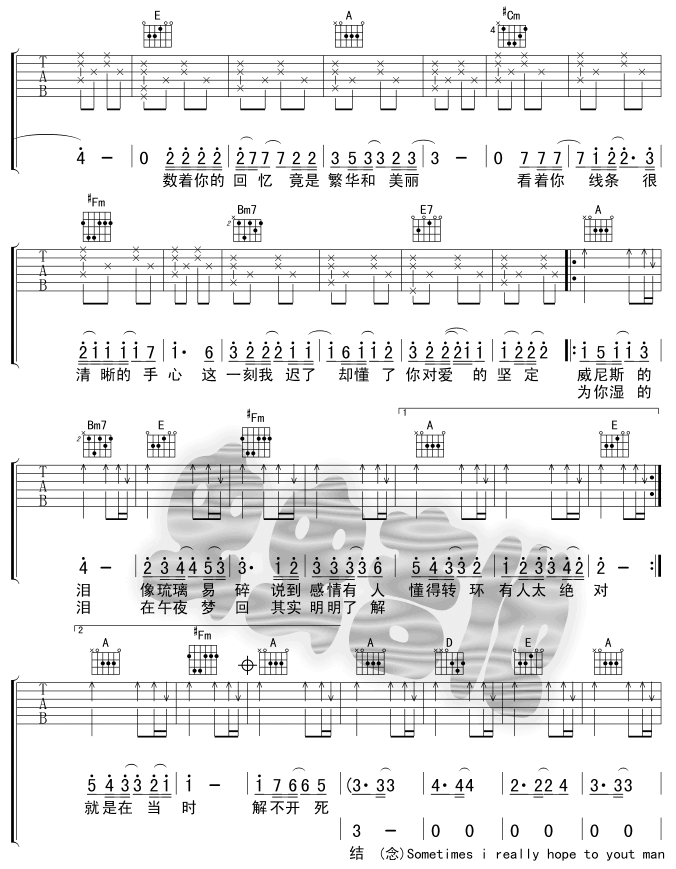 E A #Cm
4
T A B
4 - | 0 2 2 2 2 | 2 7 7 7 2 2 | 3 5 3 3 2 3 | 3 - | 0 7 7 7 | 7 1 2 2· 3
数着你的 回忆 竟是 繁华和 美丽 看着你 线条 很
#Fm Bm7 E7 A
2
T A B
2 1 1 1 1 7 | 1· 6 | 3 2 2 2 1 1 | 1 6 1 1 2 | 3 2 2 2 1 1 | 1 2 2 2 |: 1 5 1 1 3
清 晰的 手 心 这 一刻我 迟了 却懂了 你对爱 的 坚定 威尼斯 的
为你湿 的
1
Bm7 E #Fm A E
2
T A B
4 - | 2 3 4 4 5 3 | 3· 1 2 | 3 3 3 3 6 | 5 4 3 3 2 | 1 2 3 3 4 2 | 2 - :|
泪 像琉璃 易 碎 说到 感情有 人 懂得转 环 有人太 绝 对
泪 在午夜 梦 回 其实 明明了 解
2
A #Fm A A D E A
T A B
5 4 3 3 2 1 | 1 - | 1 7 6 6 5 | (3· 3 3 | 4· 4 4 | 2· 2 2 4 | 3· 3 3
就是在 当 时 解不开 死
3 - | 0 0 | 0 0 | 0 0
结 (念)Sometimes i really hope to yout man